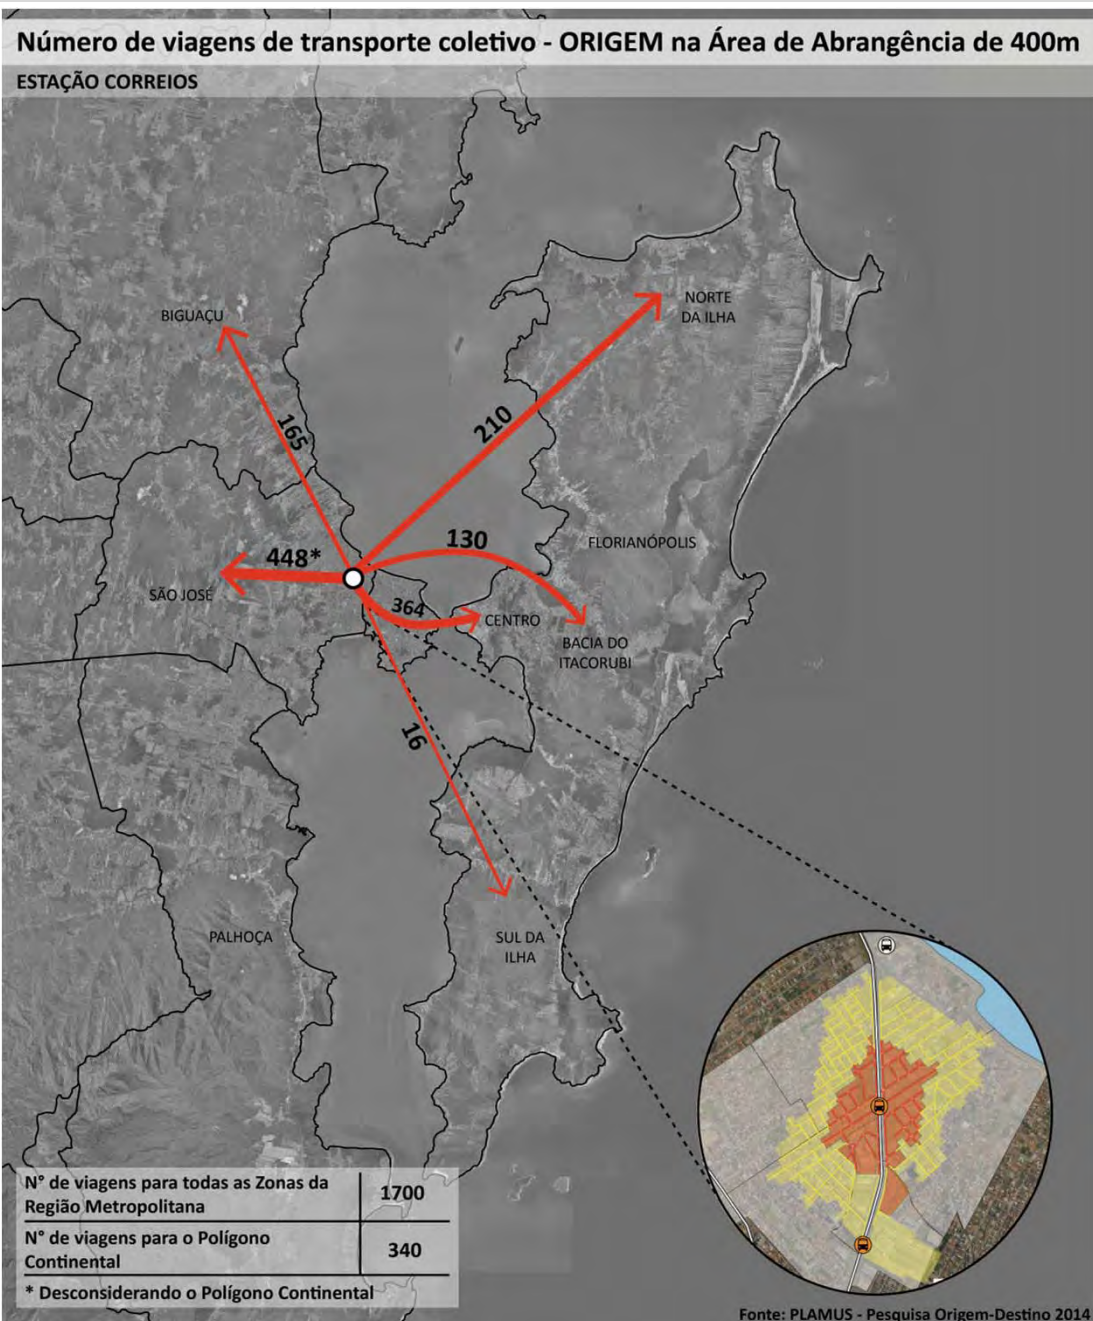 Número de viagens de transporte coletivo - ORIGEM na Área de Abrangência de 400m
ESTAÇÃO CORREIOS
NORTE
DA ILHA
BIGUAÇU
210
165
130
FLORIANÓPOLIS
448*
SÃO JOSÉ
364
CENTRO
BACIA DO
ITACORUBI
16
PALHOÇA
SUL DA
ILHA
N° de viagens para todas as Zonas da
Região Metropolitana
1700
N° de viagens para o Polígono
Continental
340
* Desconsiderando o Polígono Continental
Fonte: PLAMUS - Pesquisa Origem-Destino 2014